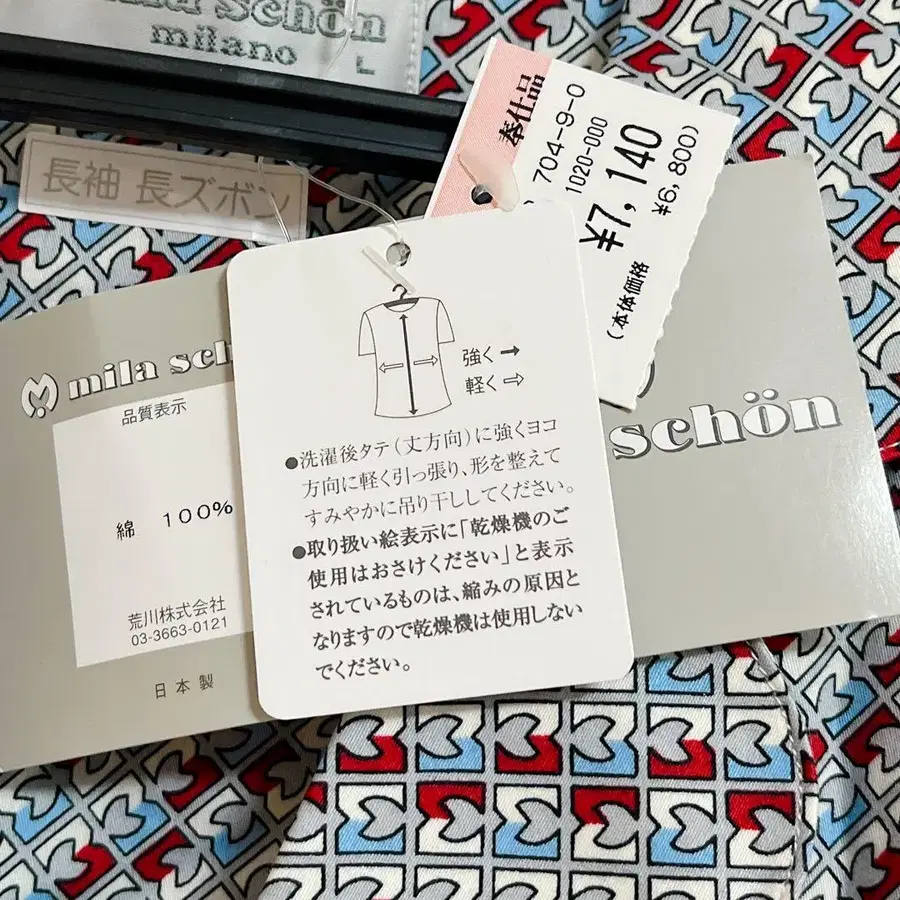 schön
milano
L
長袖 長ズボン
奉仕品
704-9-0
1020-000
¥7,140
(本体価格 ¥6,800)
mila sch
品質表示
綿 100%
荒川株式会社
03-3663-0121
日本製
強く➞
軽く⇨
●洗濯後タテ(丈方向)に強くヨコ
方向に軽く引っ張り、形を整えて
すみやかに吊り干ししてください。
●取り扱い絵表示に「乾燥機のご
使用はおさけください」と表示
されているものは、縮みの原因と
なりますので乾燥機は使用しない
でください。
schön